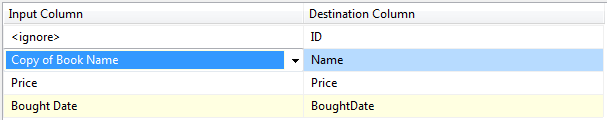 Input Column Destination Column
<ignore> ID
Copy of Book Name Name
Price Price
Bought Date BoughtDate